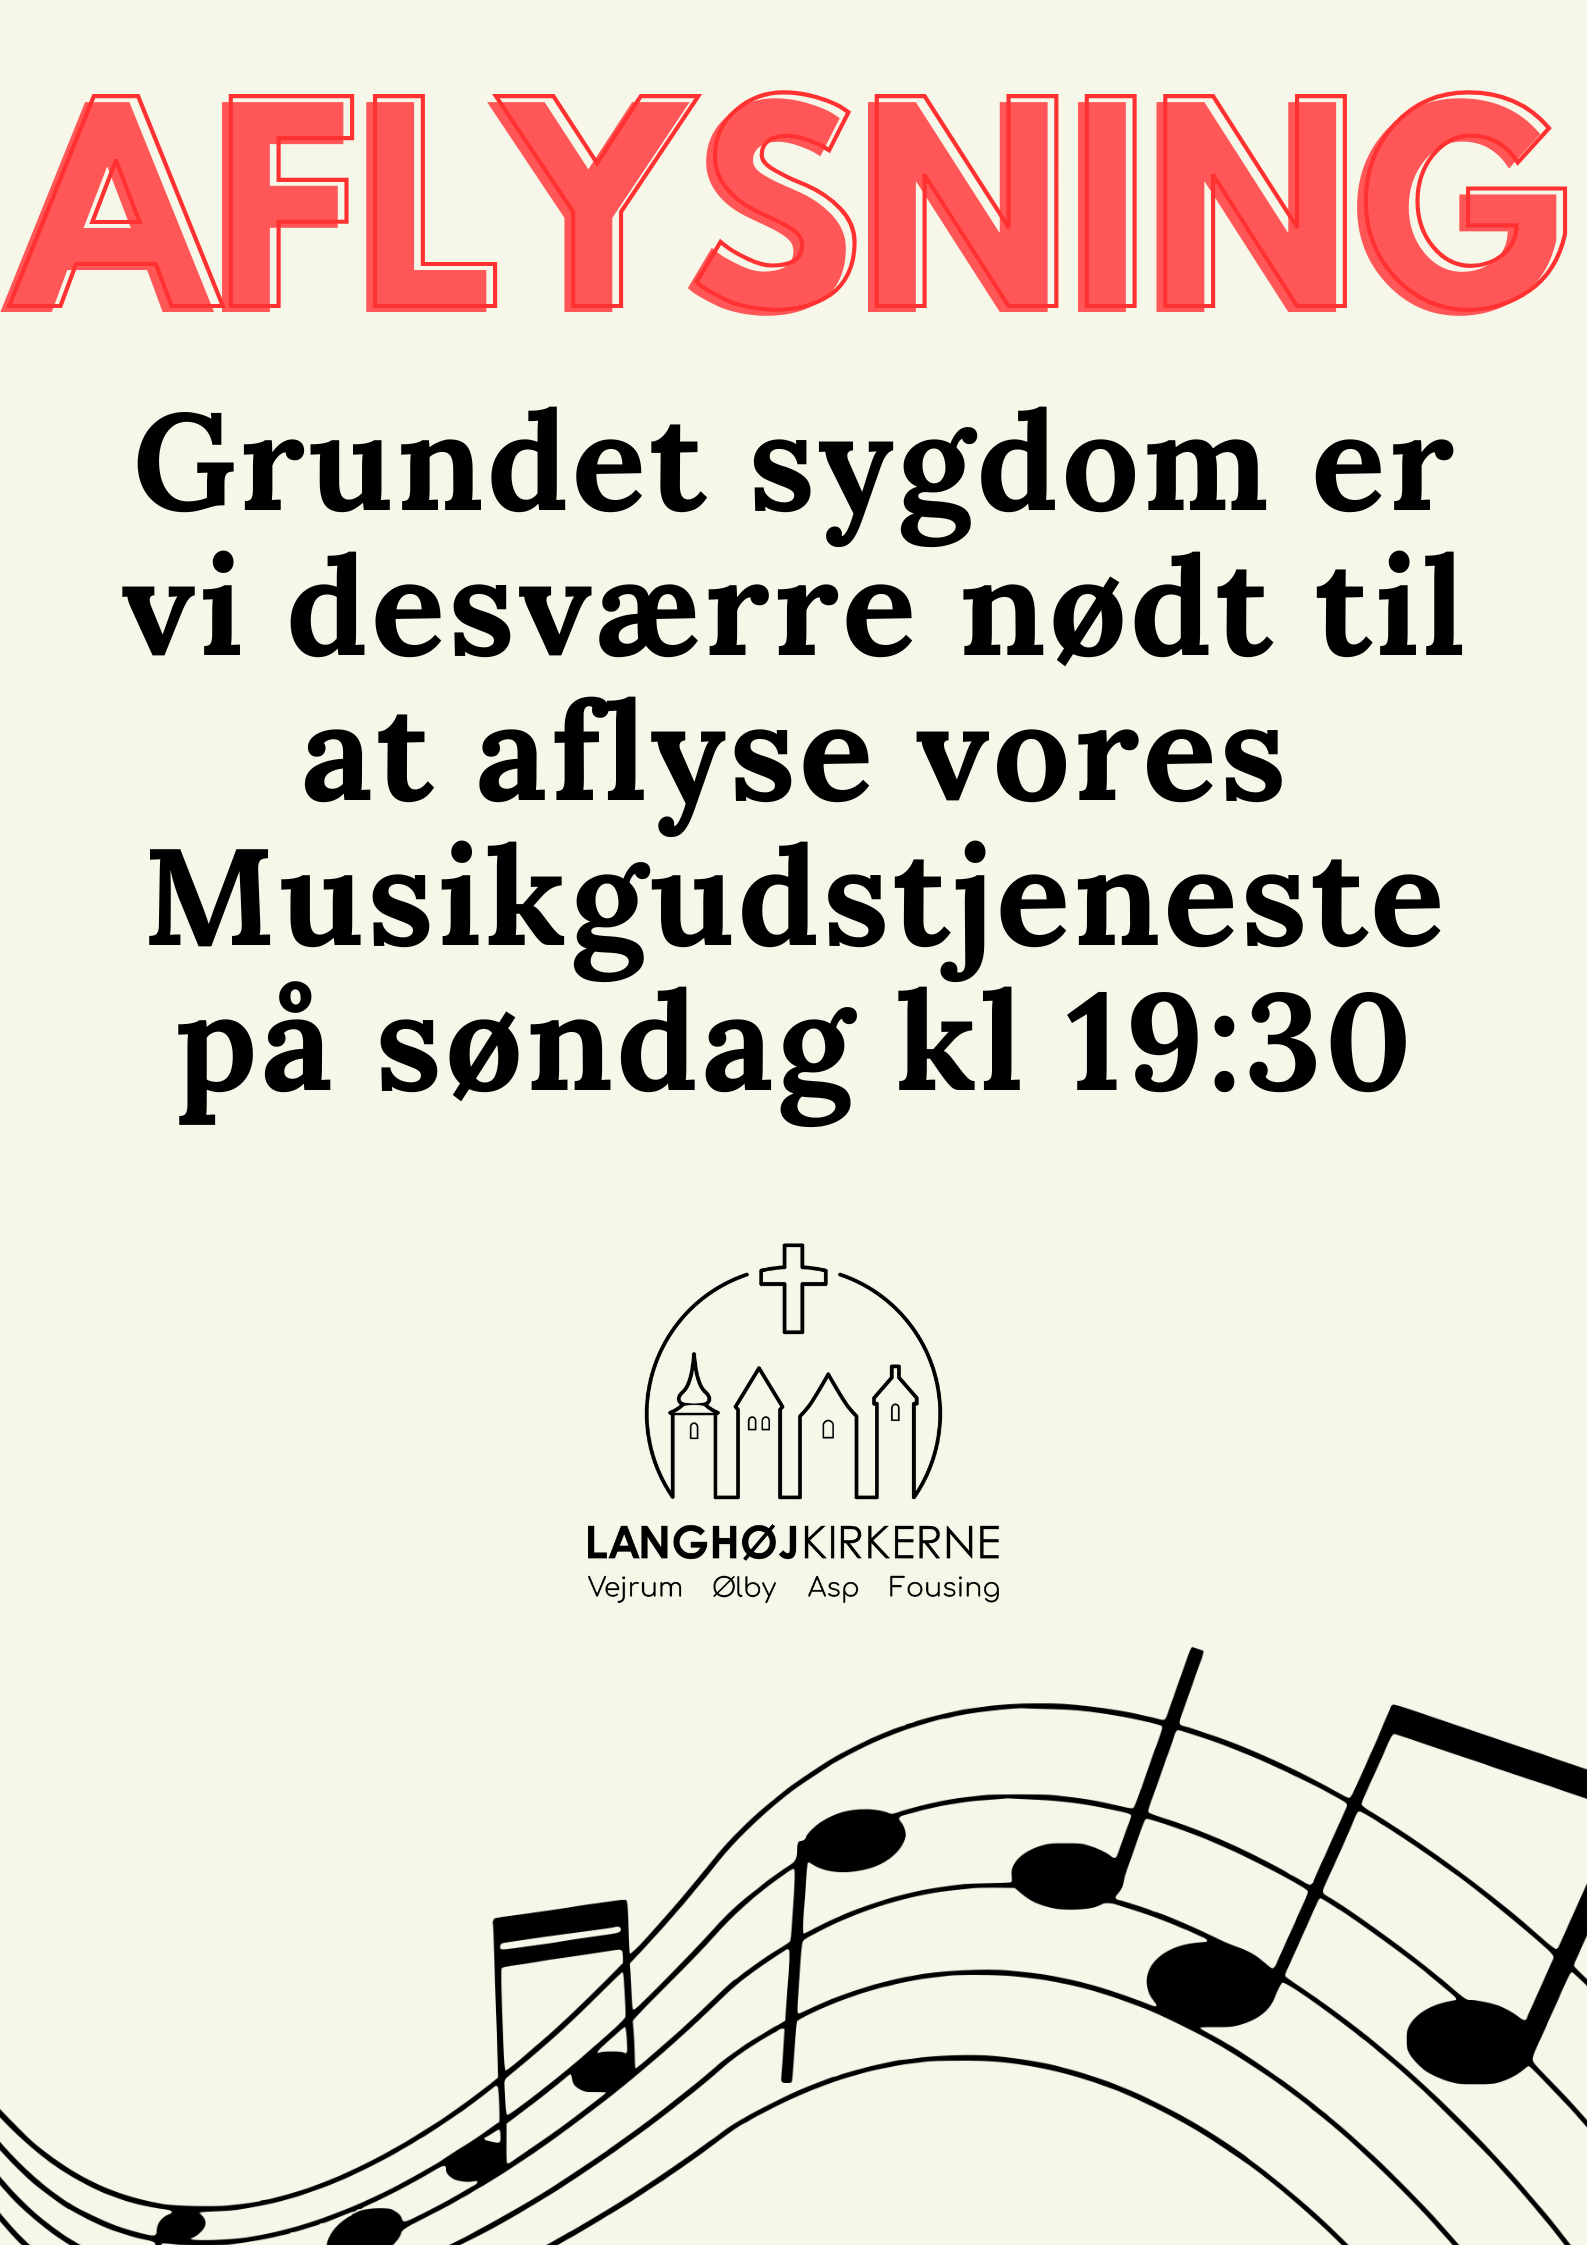 AFLYSNING
Grundet sygdom er
vi desværre nødt til
at aflyse vores
Musikgudstjeneste
på søndag kl 19:30
LANGHØJKIRKERNE
Vejrum Ølby Asp Fousing